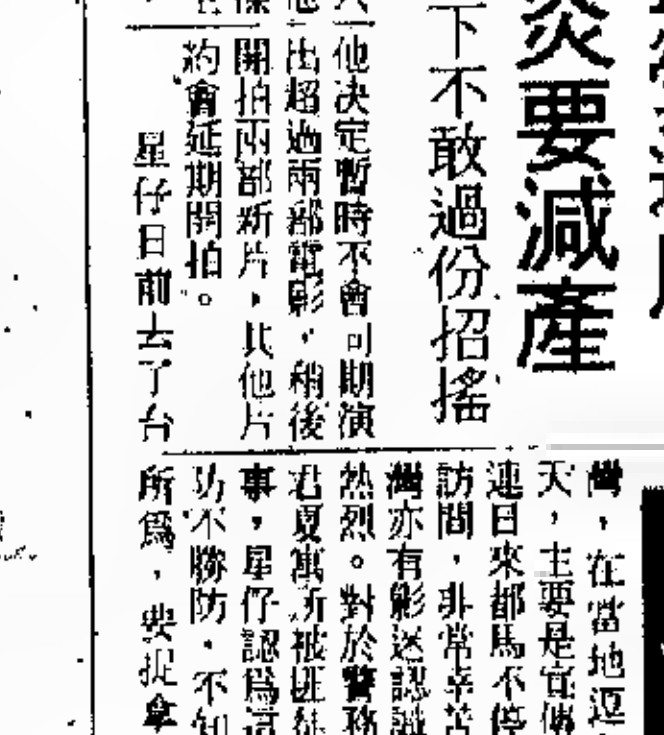 炎要減產
下不敢過份招搖
他決定暫時不會同期演
出超過兩部電影，稍後
開拍兩部新片，其他片
約會延期開拍。
星仔日前去了台
灣，在當地逗
天，主要是宣傳
連日來都馬不停
訪問，非常辛苦
灣亦有影迷認識
熱烈。對於警務
君夏寓所被匪徒
事，星仔認為這
防不勝防，不知
所為，要捉拿